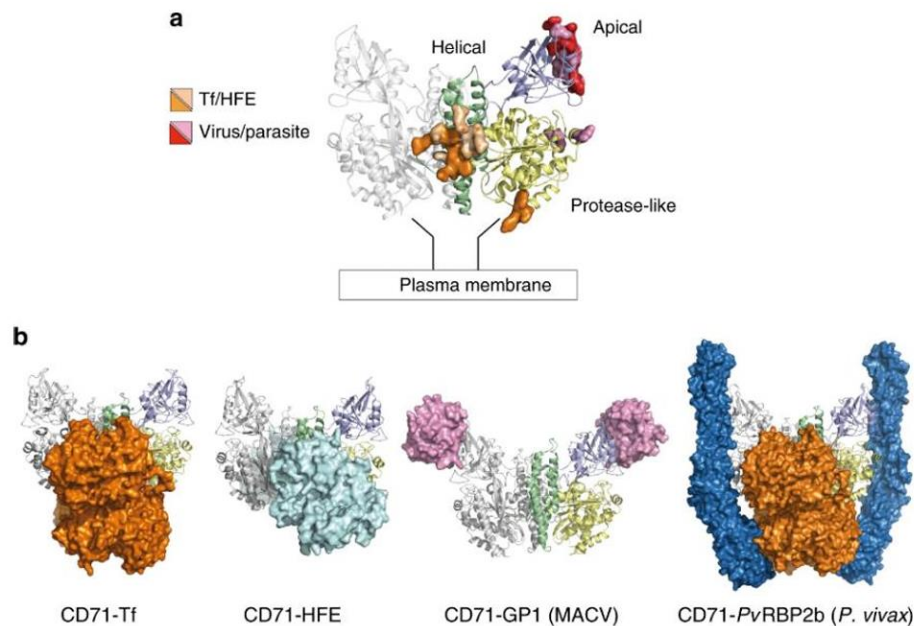 a
Helical
Apical
Tf/HFE
Virus/parasite
Protease-like
Plasma membrane
b
CD71-Tf
CD71-HFE
CD71-GP1 (MACV)
CD71-PvRBP2b (P. vivax)